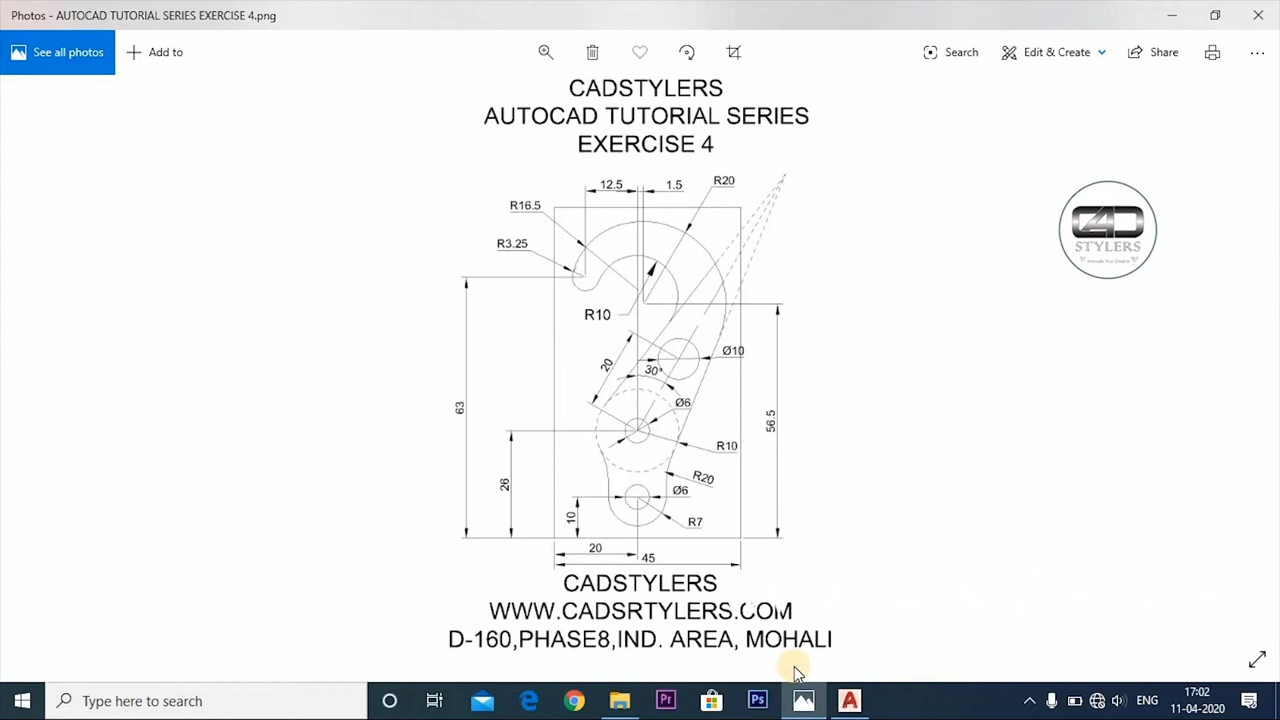 Photos - AUTOCAD TUTORIAL SERIES EXERCISE 4.png
See all photos
Add to
Search
Edit & Create
Share
CADSTYLERS
AUTOCAD TUTORIAL SERIES
EXERCISE 4
12.5
1.5
R20
R16.5
R3.25
CAD
STYLERS
R10
Ø10
20
30°
63
Ø6
56.5
R10
26
R20
Ø6
10
R7
20
45
CADSTYLERS
WWW.CADSRTYLERS.COM
D-160,PHASE8,IND. AREA, MOHALI
Type here to search
Pr
Ps
A
ENG
17:02
11-04-2020